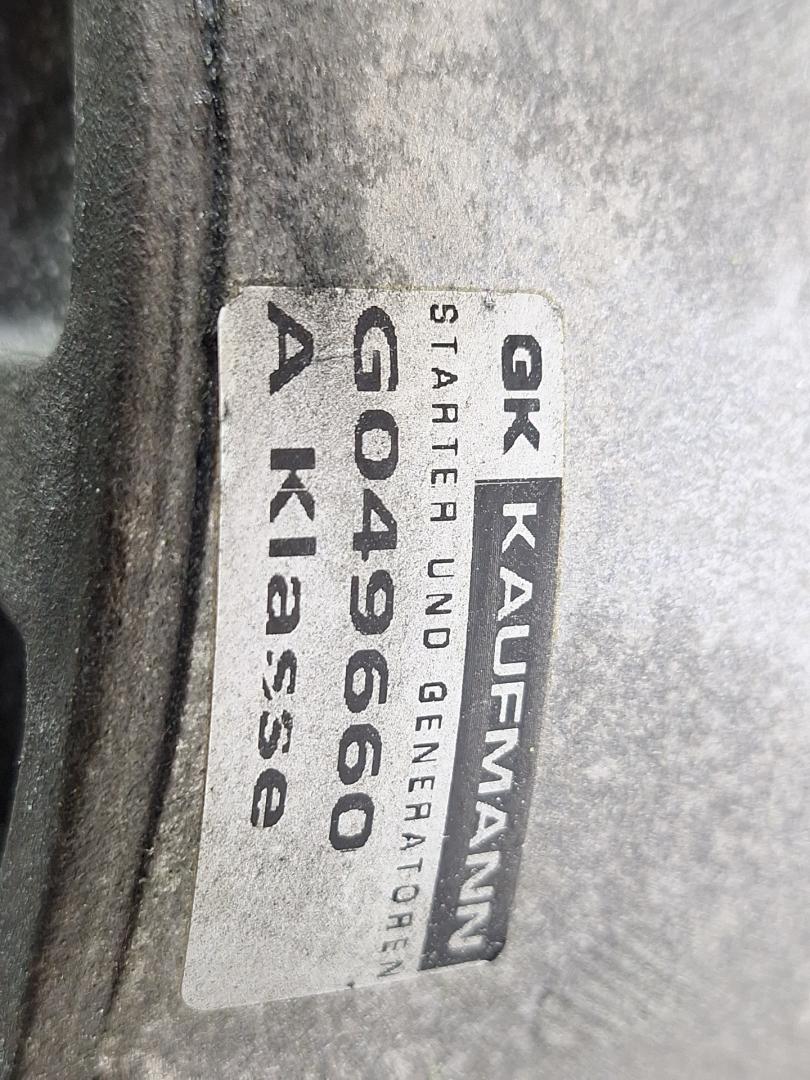 GK KAUFMANN
STARTER UND GENERATOREN
G049660
A Klasse